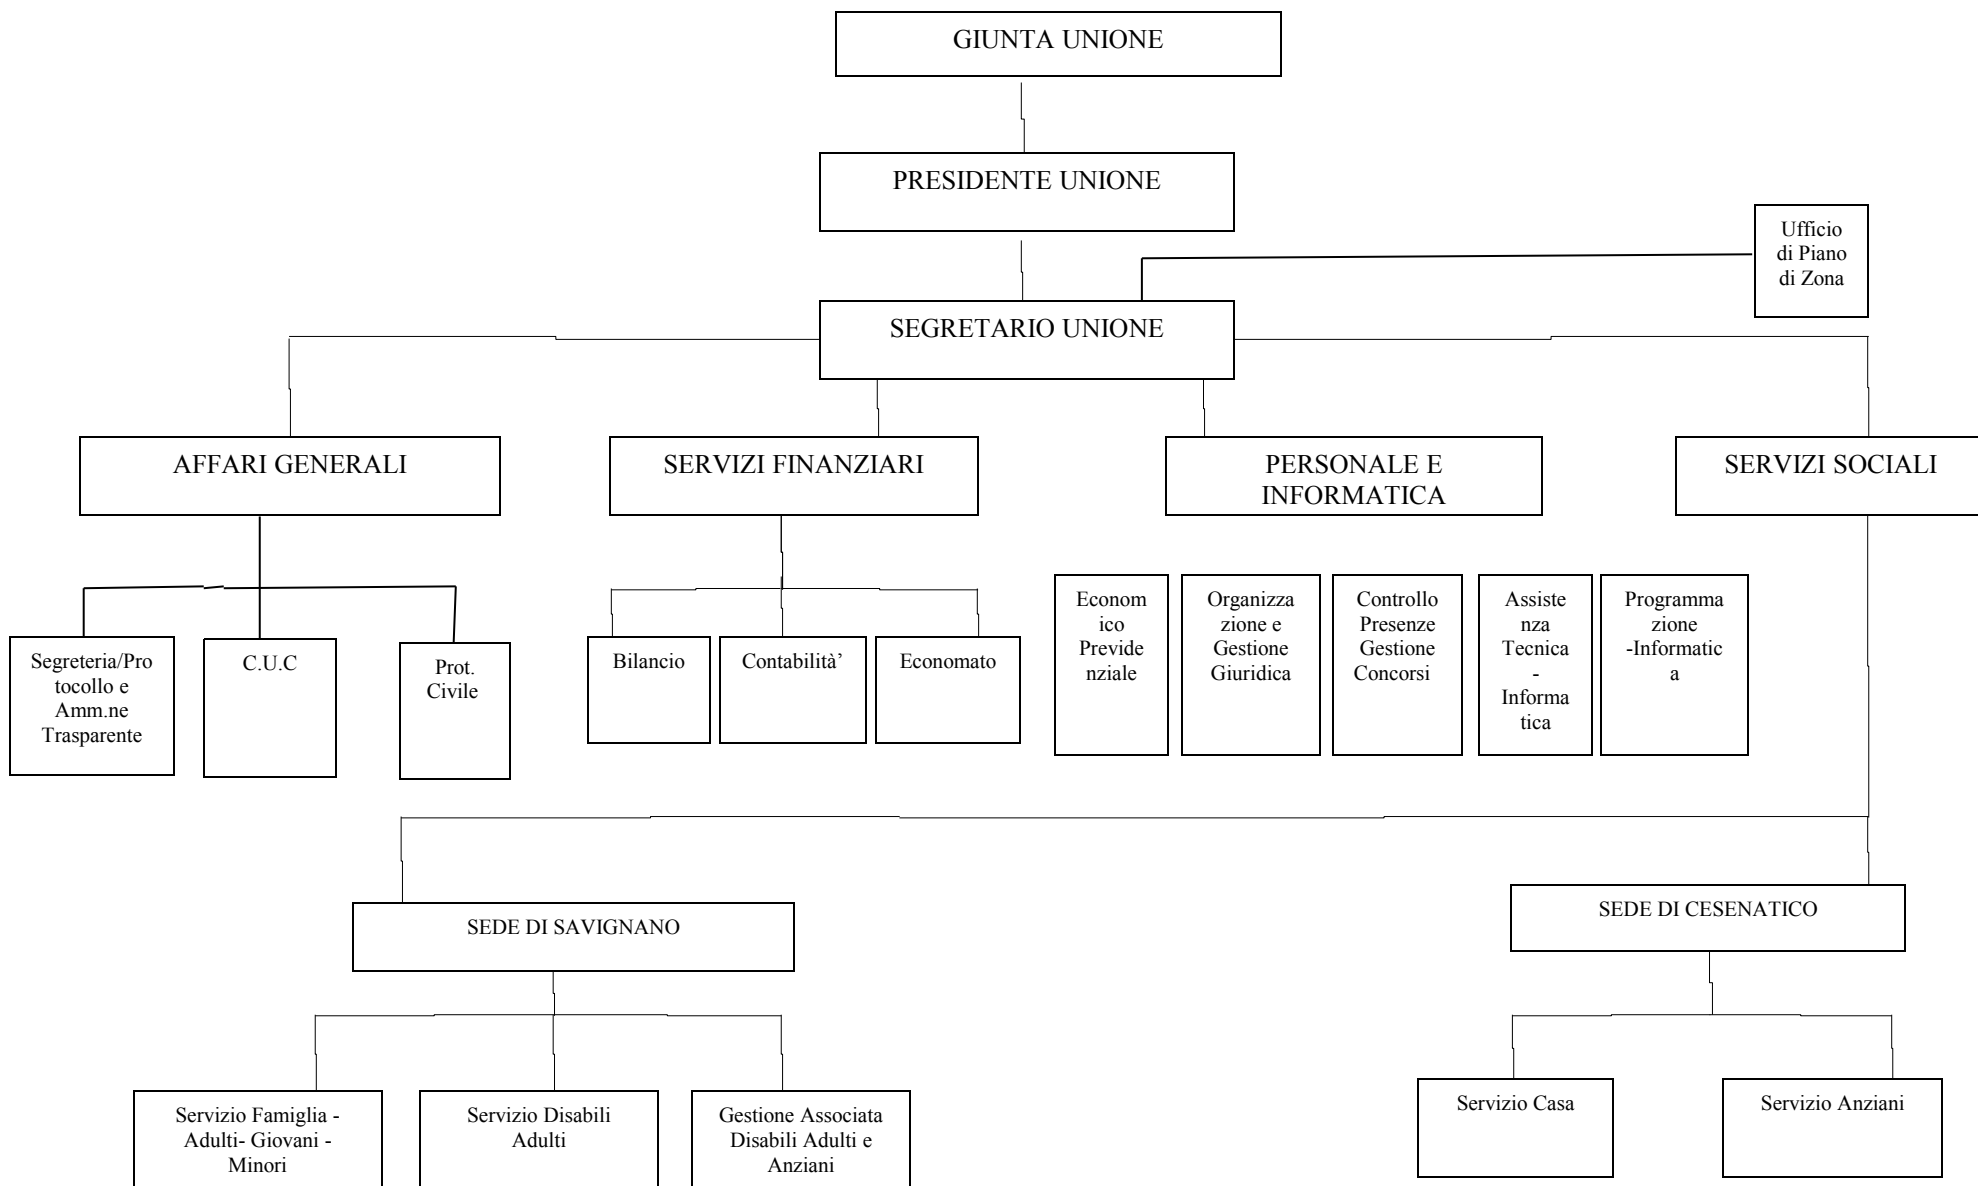 GIUNTA UNIONE
PRESIDENTE UNIONE
Ufficio
di Piano
di Zona
SEGRETARIO UNIONE
AFFARI GENERALI
SERVIZI FINANZIARI
PERSONALE E
INFORMATICA
SERVIZI SOCIALI
Segreteria/Pro
tocollo e
Amm.ne
Trasparente
C.U.C
Prot.
Civile
Bilancio
Contabilità’
Economato
Econom
ico
Previde
nziale
Organizza
zione e
Gestione
Giuridica
Controllo
Presenze
Gestione
Concorsi
Assiste
nza
Tecnica
-
Informa
tica
Programma
zione
-Informatic
a
SEDE DI SAVIGNANO
SEDE DI CESENATICO
Servizio Famiglia -
Adulti- Giovani -
Minori
Servizio Disabili
Adulti
Gestione Associata
Disabili Adulti e
Anziani
Servizio Casa
Servizio Anziani